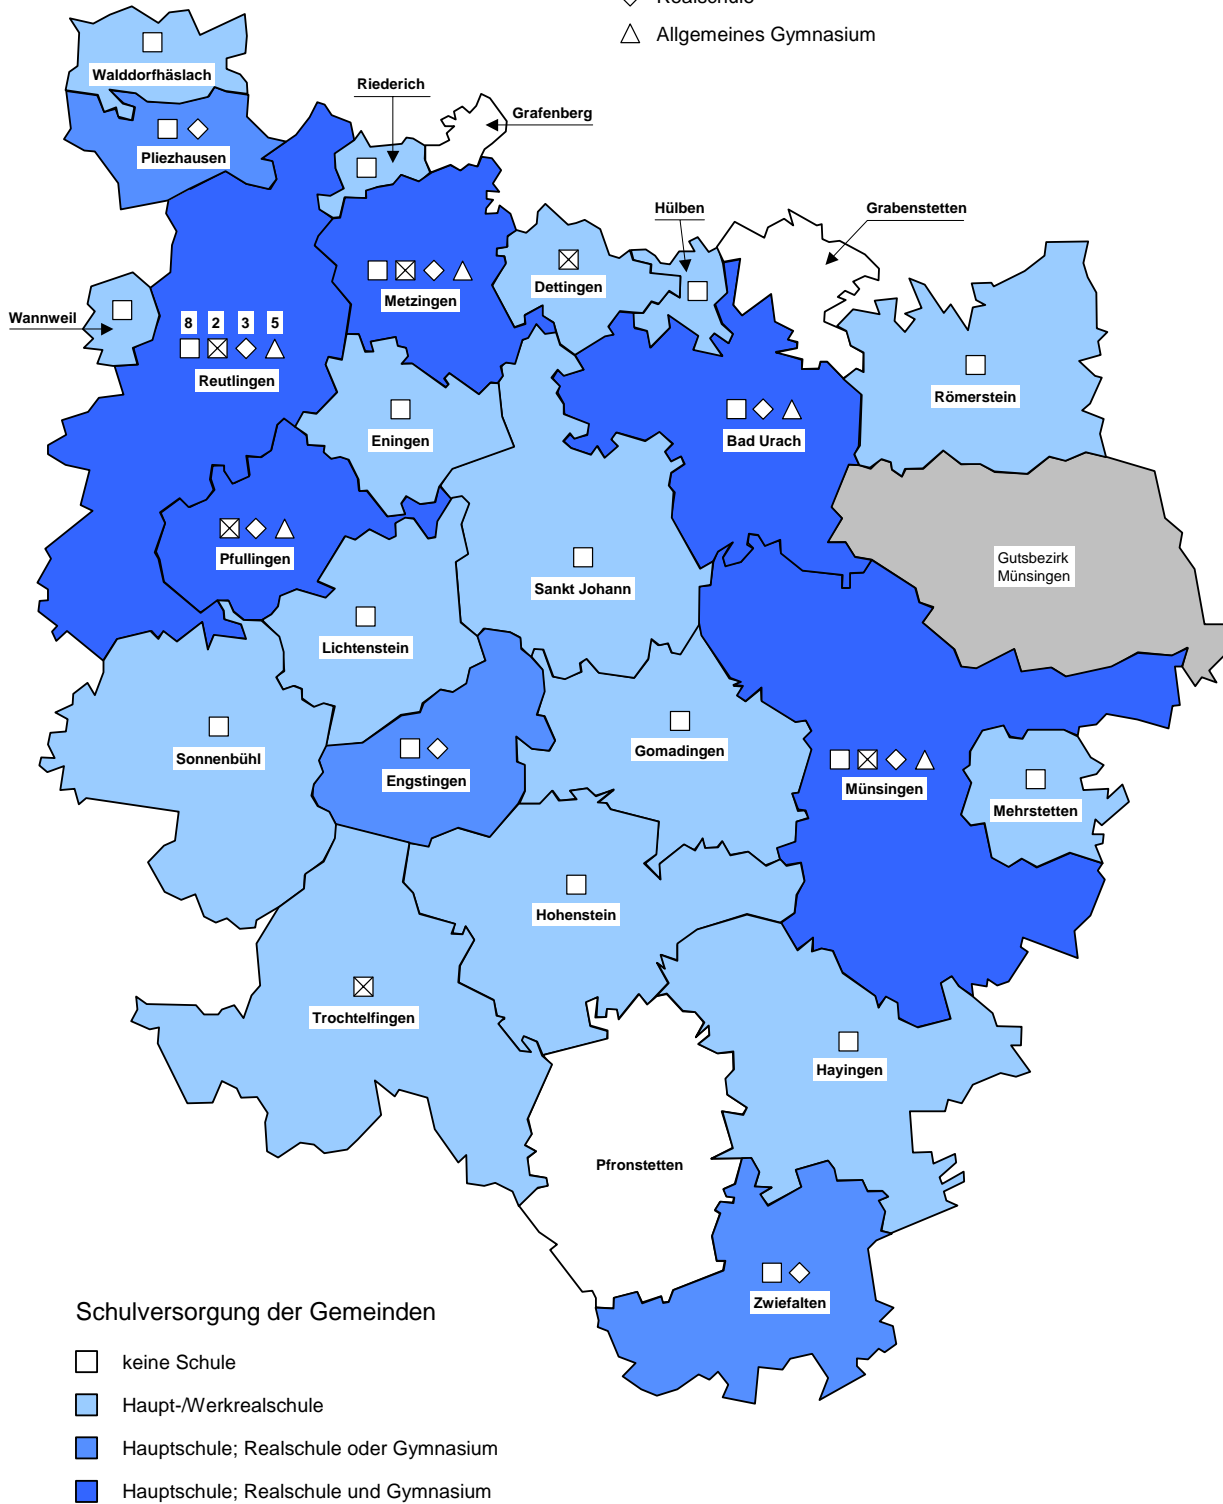 Allgemeines Gymnasium
Walddorfhäslach
Riederich
Grafenberg
Pliezhausen
Hülben
Grabenstetten
Metzingen
Dettingen
Wannweil
8 2 3 5
Reutlingen
Römerstein
Eningen
Bad Urach
Pfullingen
Gutsbezirk
Münsingen
Sankt Johann
Lichtenstein
Sonnenbühl
Gomadingen
Engstingen
Münsingen
Mehrstetten
Hohenstein
Trochtelfingen
Hayingen
Pfronstetten
Zwiefalten
Schulversorgung der Gemeinden
keine Schule
Haupt-/Werkrealschule
Hauptschule; Realschule oder Gymnasium
Hauptschule; Realschule und Gymnasium